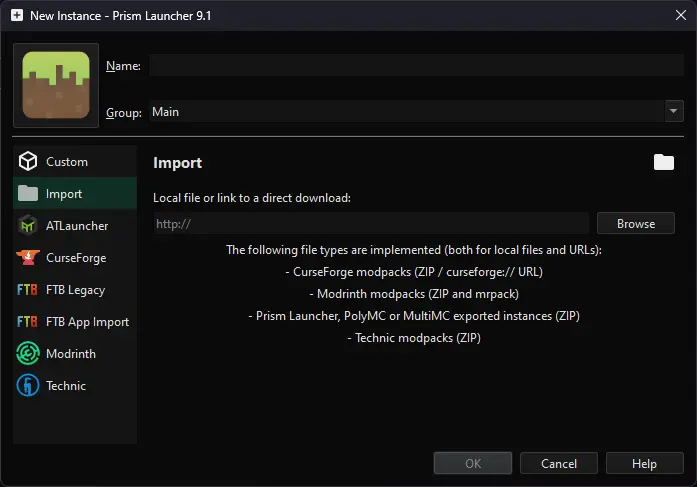 New Instance - Prism Launcher 9.1
Name:
Group: Main
Custom
Import
ATLauncher
CurseForge
FTB Legacy
FTB App Import
Modrinth
Technic
Import
Local file or link to a direct download:
http:// Browse
The following file types are implemented (both for local files and URLs):
- CurseForge modpacks (ZIP / curseforge:// URL)
- Modrinth modpacks (ZIP and mrpack)
- Prism Launcher, PolyMC or MultiMC exported instances (ZIP)
- Technic modpacks (ZIP)
OK Cancel Help